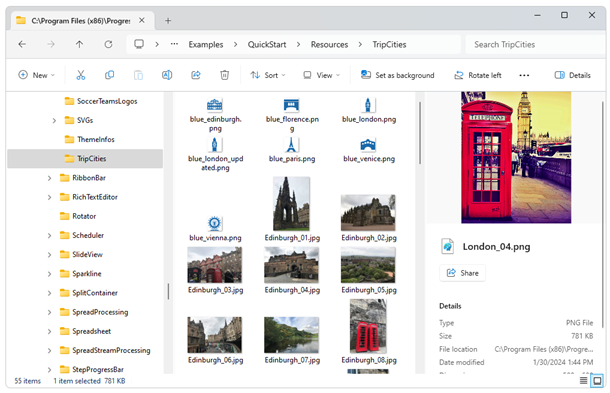 C:\Program Files (x86)\Progres
Examples > QuickStart > Resources > TripCities
Search TripCities
New
Sort
View
Set as background
Rotate left
Details
SoccerTeamsLogos
SVGs
ThemeInfos
TripCities
RibbonBar
RichTextEditor
Rotator
Scheduler
SlideView
Sparkline
SplitContainer
SpreadProcessing
Spreadsheet
SpreadStreamProcessing
StepProgressBar
blue_edinburgh.png
blue_florence.png
blue_london.png
blue_london_updated.png
blue_paris.png
blue_venice.png
blue_vienna.png
Edinburgh_01.jpg
Edinburgh_02.jpg
Edinburgh_03.jpg
Edinburgh_04.jpg
Edinburgh_05.jpg
Edinburgh_06.jpg
Edinburgh_07.jpg
Edinburgh_08.jpg
TELEPHONE
London_04.png
Share
Details
Type PNG File
Size 781 KB
File location C:\Program Files (x86)\Progre...
Date modified 1/30/2024 1:44 PM
55 items
1 item selected 781 KB